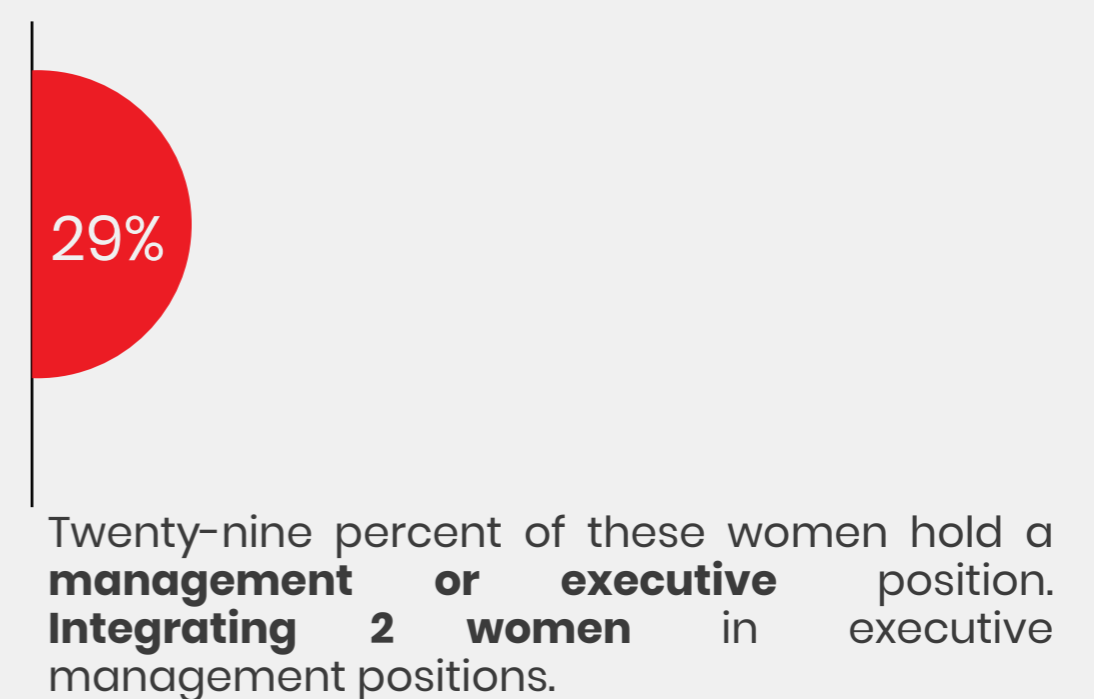 29%
Twenty-nine percent of these women hold a
management or executive position.
Integrating 2 women in executive
management positions.